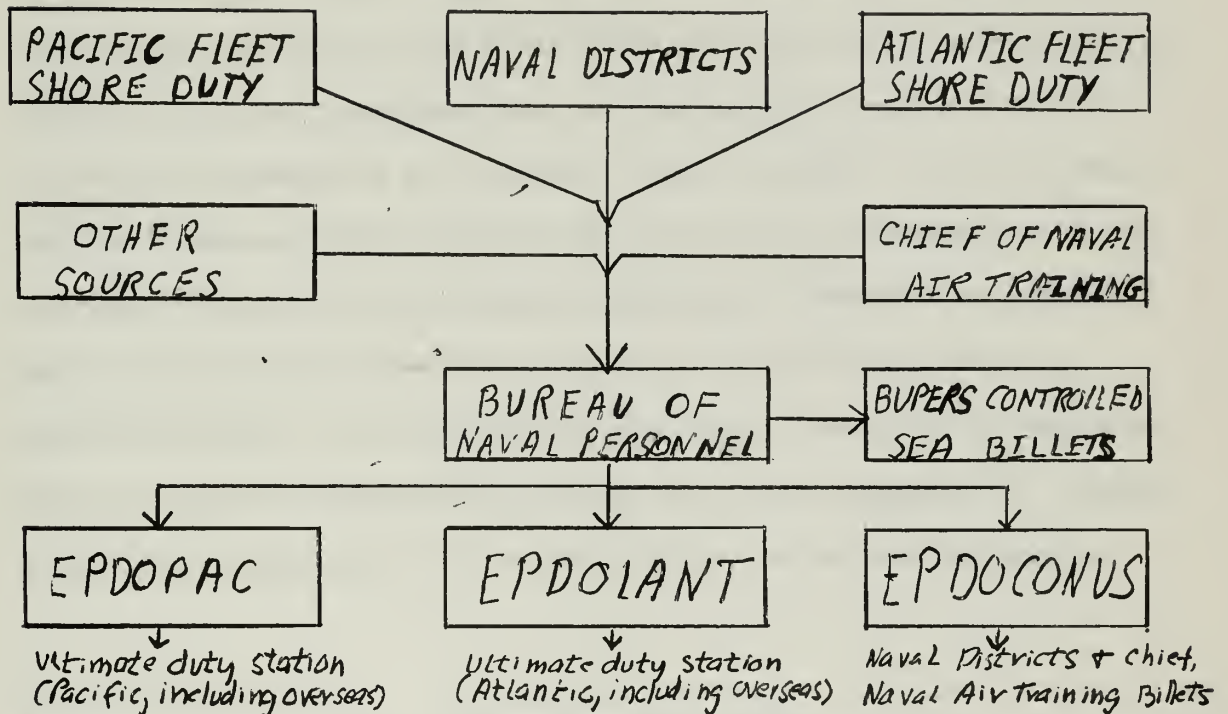 PACIFIC FLEET
SHORE DUTY
NAVAL DISTRICTS
ATLANTIC FLEET
SHORE DUTY
OTHER
SOURCES
CHIEF OF NAVAL
AIR TRAINING
BUREAU OF
NAVAL PERSONNEL
BUPERS CONTROLLED
SEA BILLETS
EPDOPAC
EPDOLANT
EPDOCONUS
Ultimate duty station
(Pacific, including overseas)
Ultimate duty station
(Atlantic, including overseas)
Naval Districts & Chief,
Naval Air Training Billets